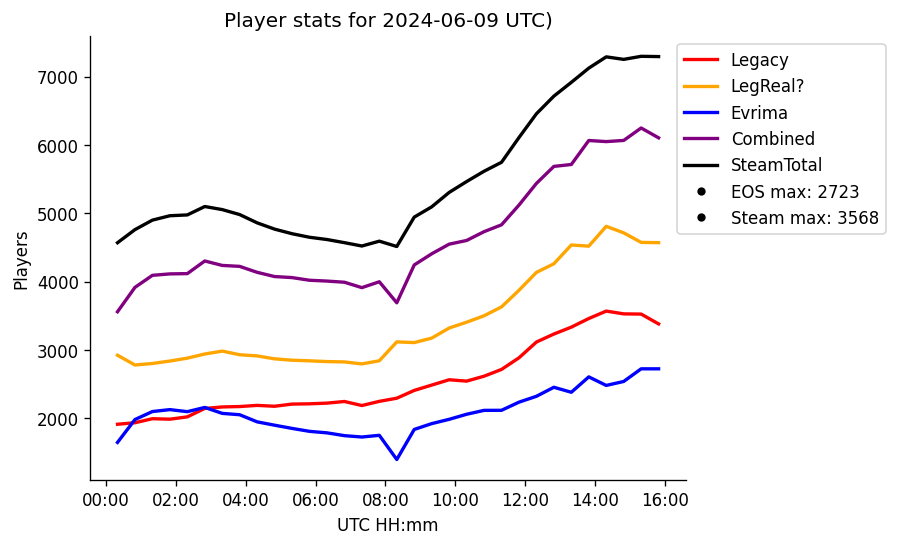 Player stats for 2024-06-09 UTC)
7000
6000
5000
4000
3000
2000
Players
00:00 02:00 04:00 06:00 08:00 10:00 12:00 14:00 16:00
UTC HH:mm
Legacy
LegReal?
Evrima
Combined
SteamTotal
EOS max: 2723
Steam max: 3568